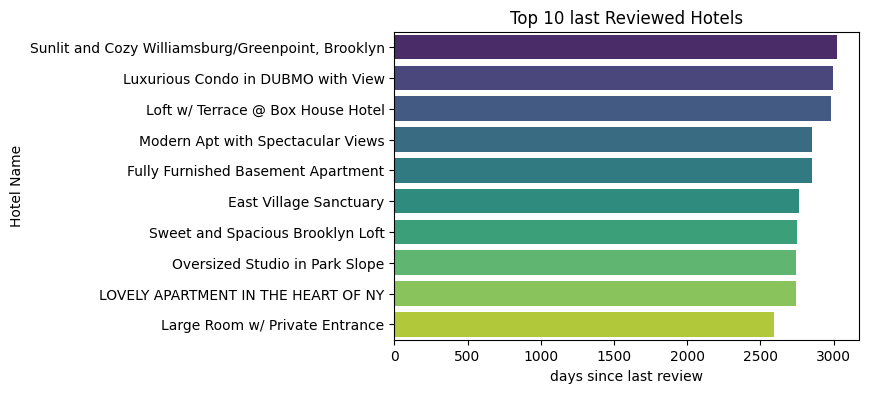 Top 10 last Reviewed Hotels
Hotel Name
Sunlit and Cozy Williamsburg/Greenpoint, Brooklyn
Luxurious Condo in DUBMO with View
Loft w/ Terrace @ Box House Hotel
Modern Apt with Spectacular Views
Fully Furnished Basement Apartment
East Village Sanctuary
Sweet and Spacious Brooklyn Loft
Oversized Studio in Park Slope
LOVELY APARTMENT IN THE HEART OF NY
Large Room w/ Private Entrance
0 500 1000 1500 2000 2500 3000
days since last review